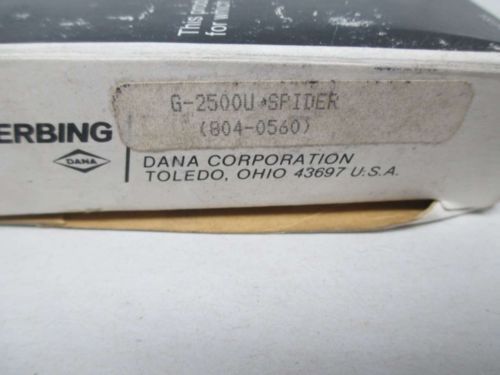 This
for
G-2500U SPIDER
(804-0560)
ERBING
DANA
DANA CORPORATION
TOLEDO, OHIO 43697 U.S.A.